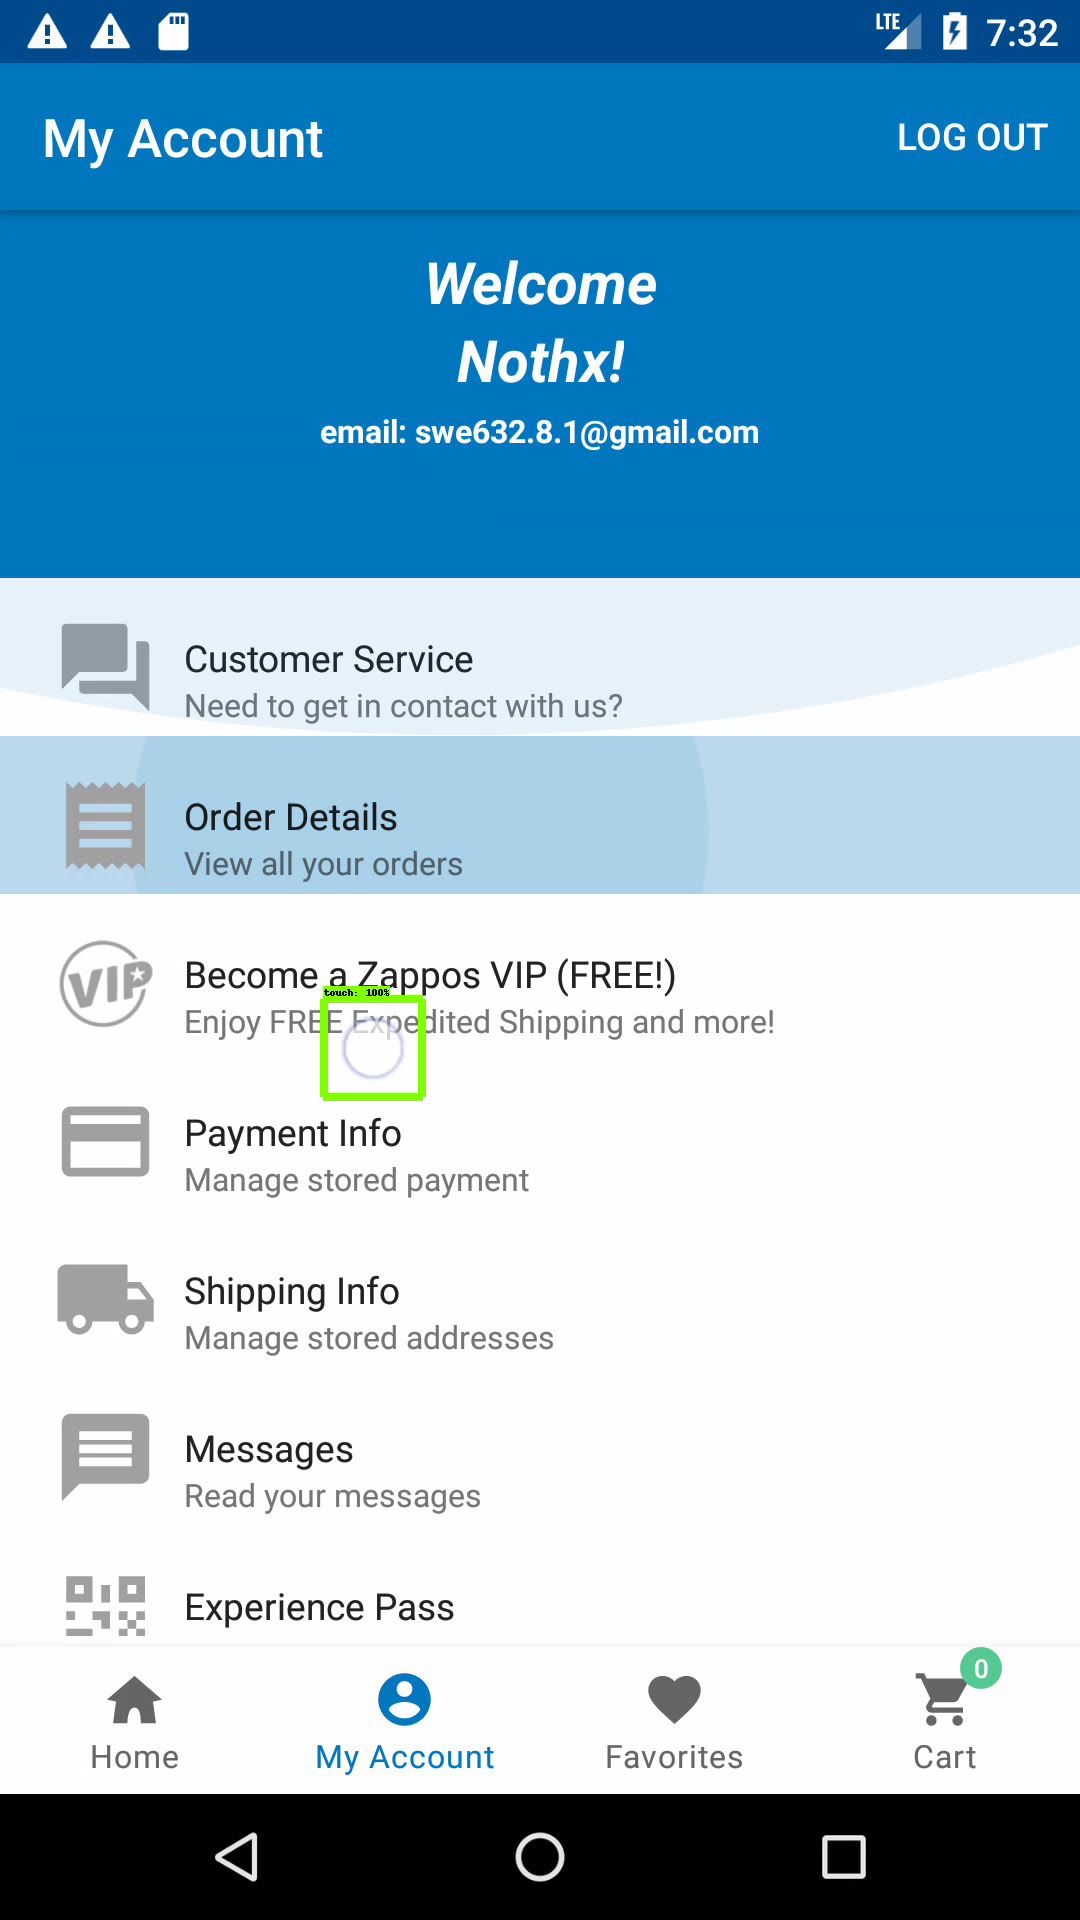 LTE 7:32
My Account LOG OUT
Welcome
Nothx!
email: swe632.8.1@gmail.com
Customer Service
Need to get in contact with us?
Order Details
View all your orders
VIP
Become a Zappos VIP (FREE!)
touch: 100%
Enjoy FREE Expedited Shipping and more!
Payment Info
Manage stored payment
Shipping Info
Manage stored addresses
Messages
Read your messages
Experience Pass
0
Home My Account Favorites Cart